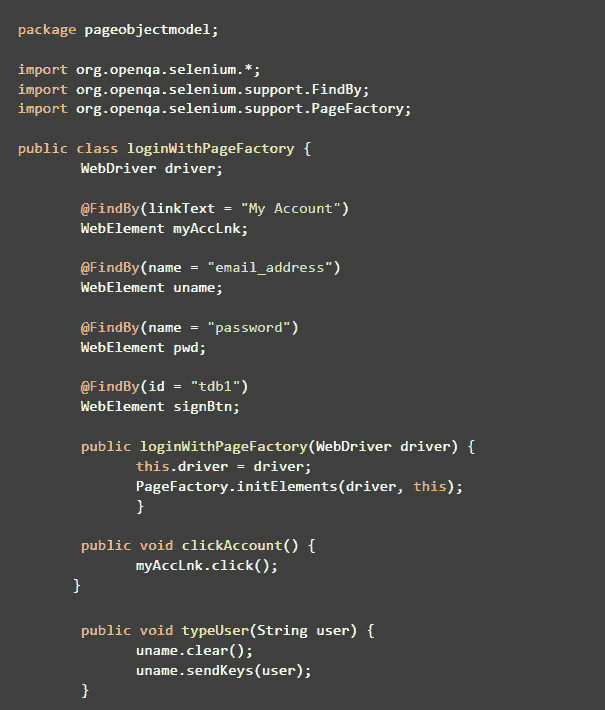 package pageobjectmodel;
import org.openqa.selenium.*;
import org.openqa.selenium.support.FindBy;
import org.openqa.selenium.support.PageFactory;
public class loginWithPageFactory {
WebDriver driver;
@FindBy(linkText = "My Account")
WebElement myAccLnk;
@FindBy(name = "email_address")
WebElement uname;
@FindBy(name = "password")
WebElement pwd;
@FindBy(id = "tdb1")
WebElement signBtn;
public loginWithPageFactory(WebDriver driver) {
this.driver = driver;
PageFactory.initElements(driver, this);
}
public void clickAccount() {
myAccLnk.click();
}
public void typeUser(String user) {
uname.clear();
uname.sendKeys(user);
}